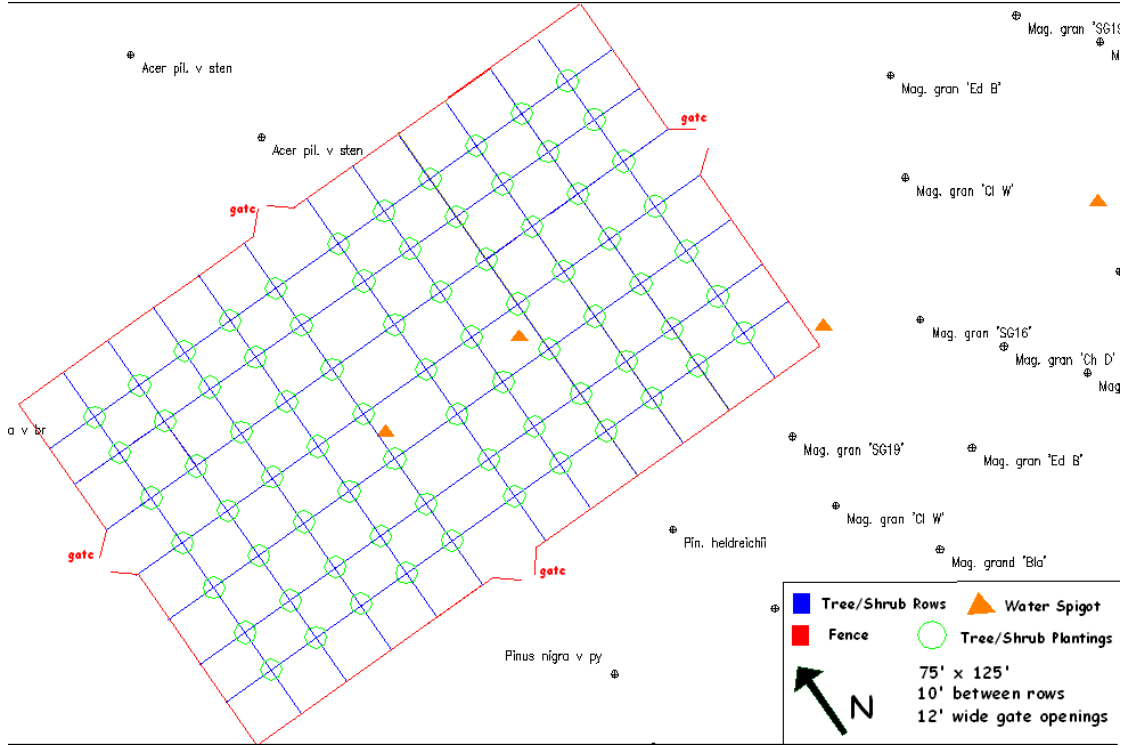 Mag. gran 'SG19
M
Acer pil. v sten
Mag. gran 'Ed B'
gate
Acer pil. v sten
Mag. gran 'Cl W'
gate
Mag. gran 'SG16'
Mag. gran 'Ch D'
Mag
a v br
Mag. gran 'SG19'
Mag. gran 'Ed B'
Mag. gran 'Cl W'
Pin. heldreichii
gate
gate
Mag. grand 'Bla'
Tree/Shrub Rows
Water Spigot
Fence
Tree/Shrub Plantings
Pinus nigra v py
75' x 125'
10' between rows
12' wide gate openings
N